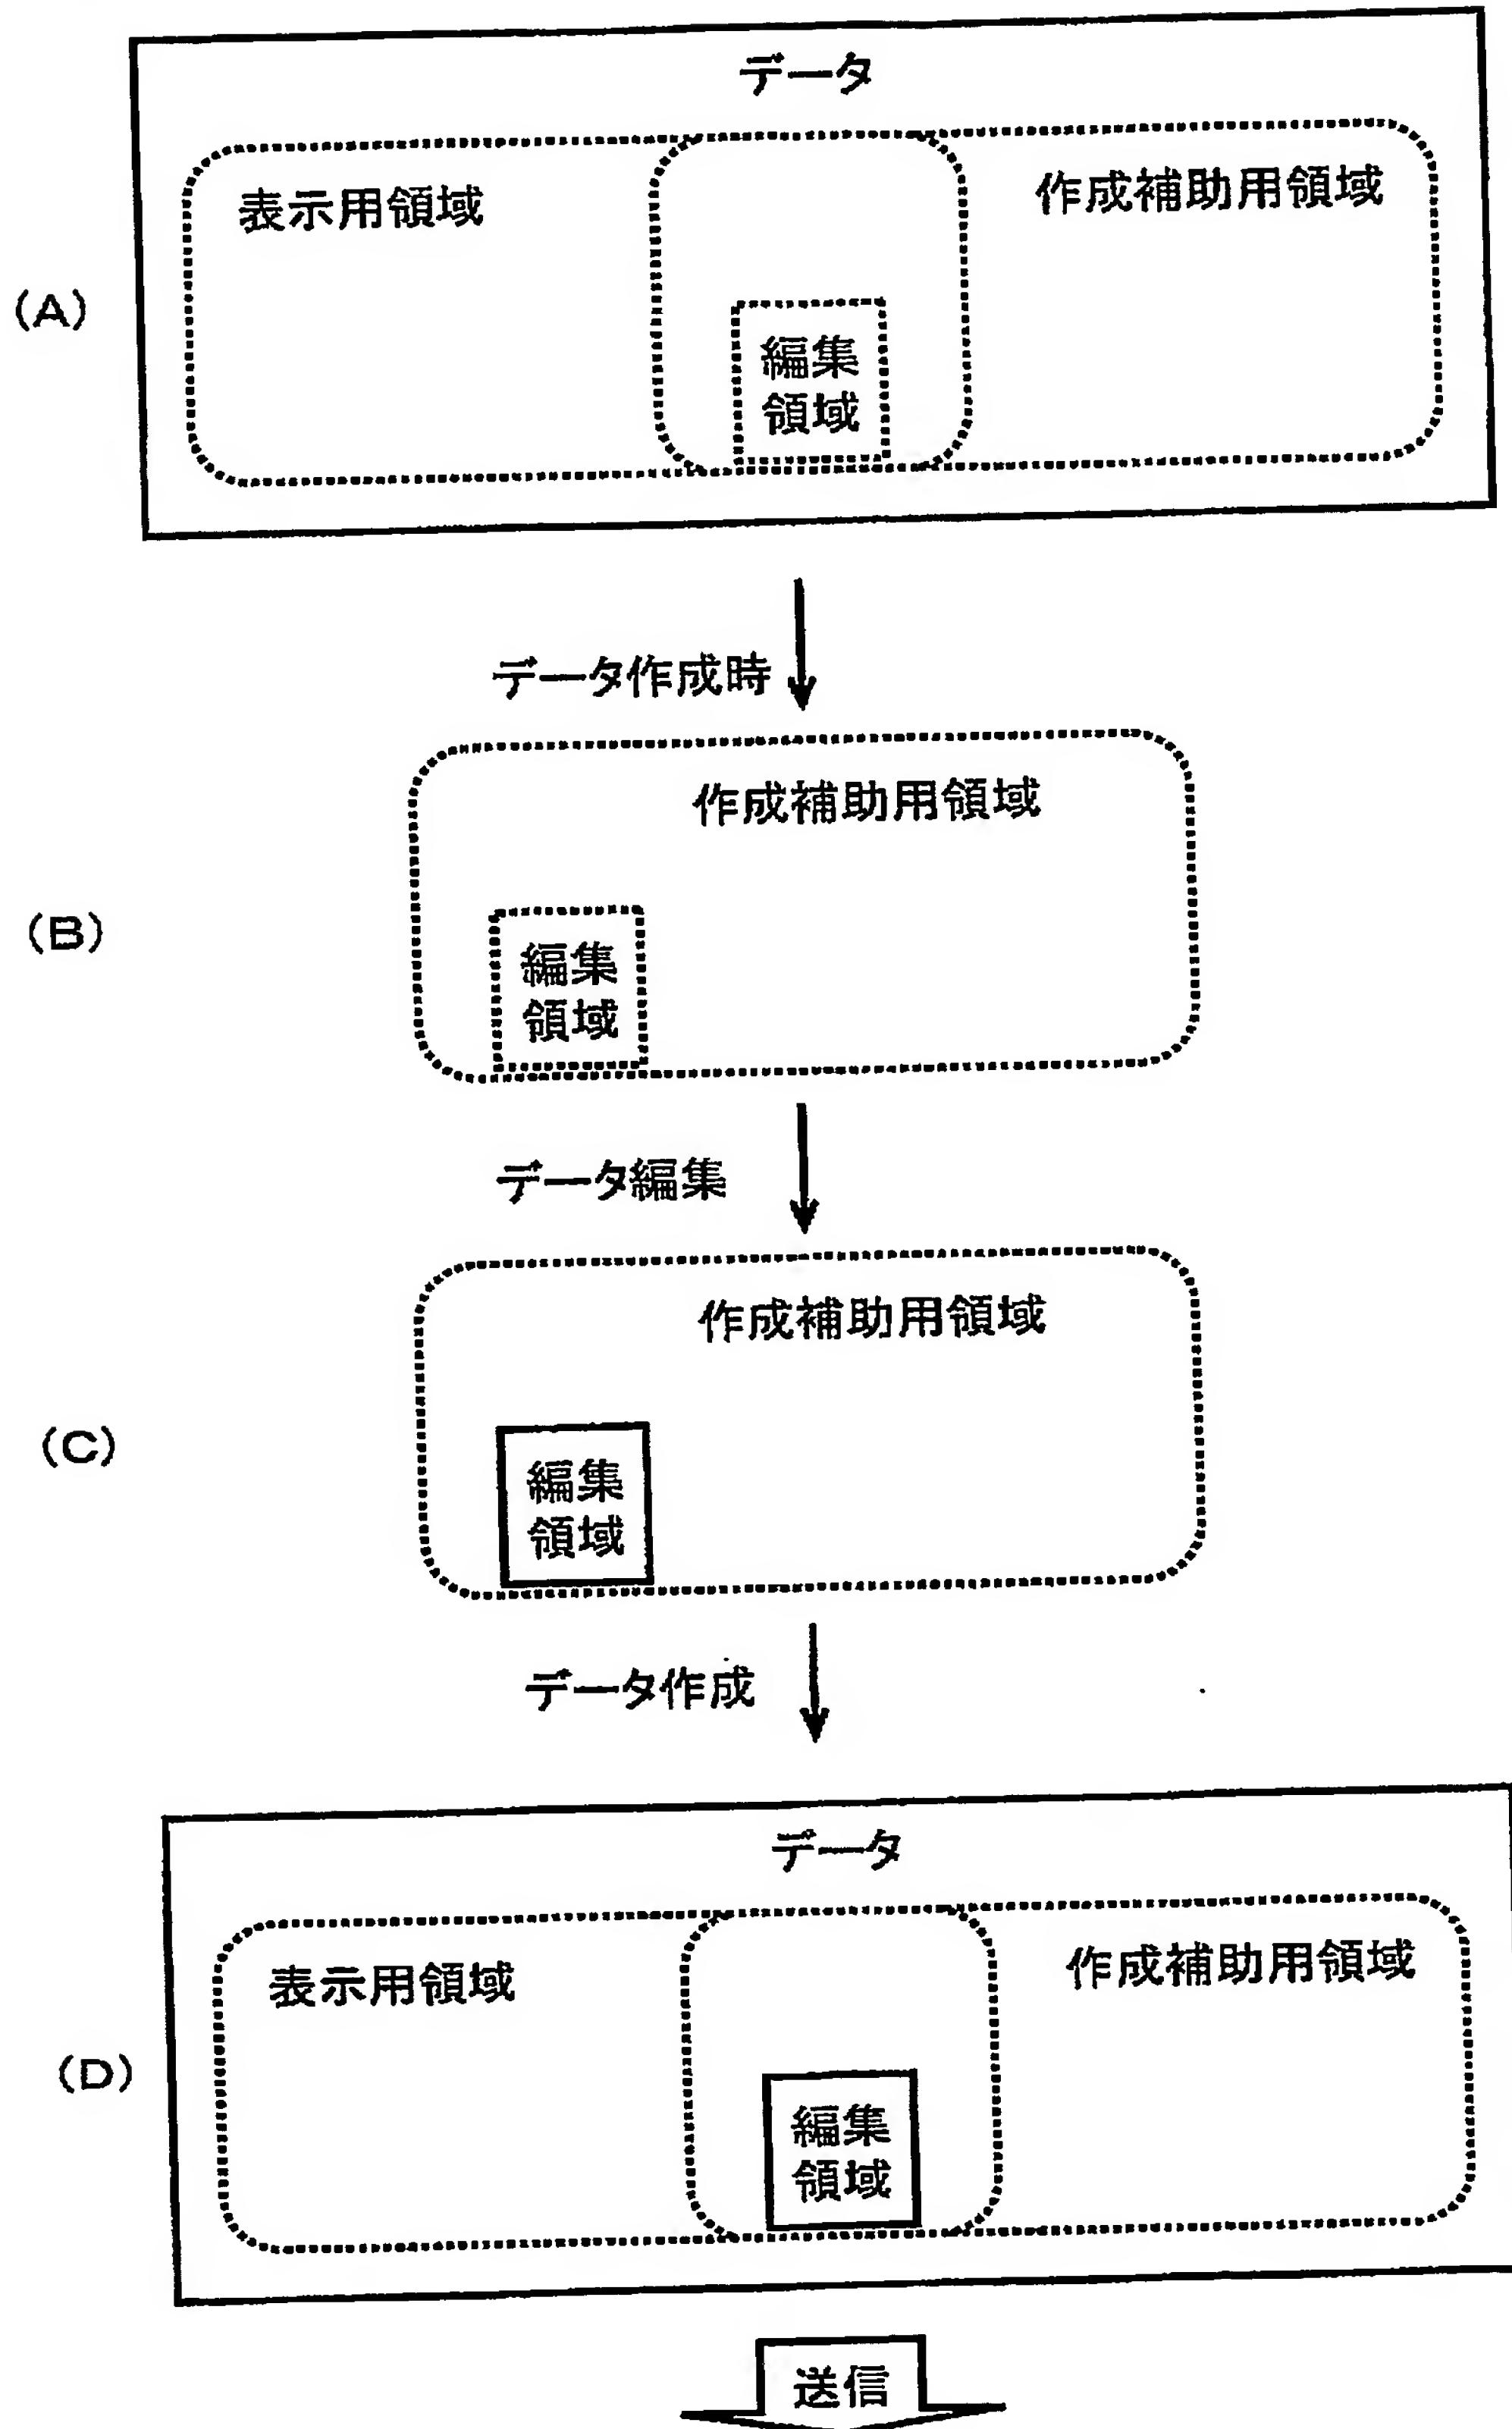 データ
表示用領域
作成補助用領域
(A)
編集
領域
データ作成時
作成補助用領域
(B)
編集
領域
データ編集
作成補助用領域
(C)
編集
領域
データ作成
データ
表示用領域
作成補助用領域
(D)
編集
領域
送信